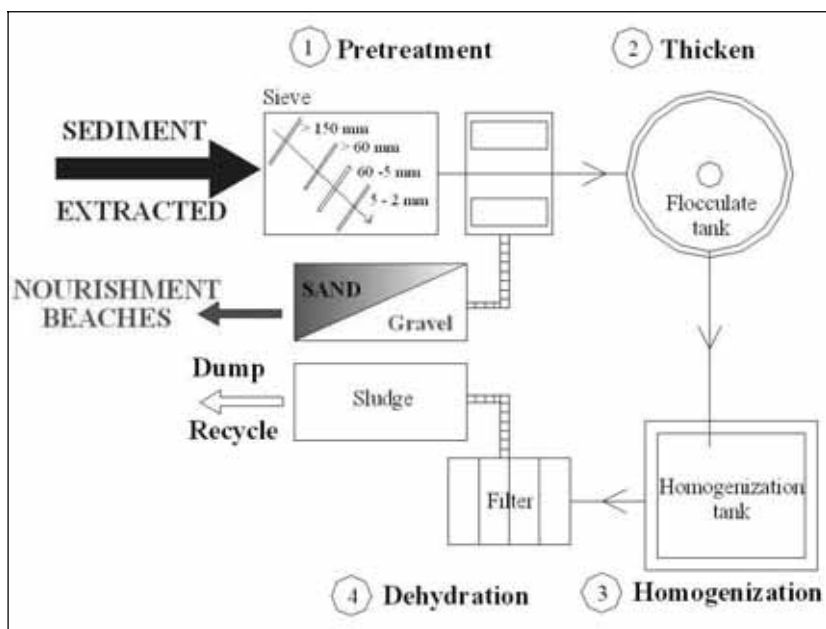 1 Pretreatment
2 Thicken
Sieve
> 150 mm
> 60 mm
60 -5 mm
5 - 2 mm
SEDIMENT
EXTRACTED
Flocculate
tank
NOURISHMENT
BEACHES
SAND
Gravel
Dump
Recycle
Sludge
Filter
Homogenization
tank
4 Dehydration
3 Homogenization